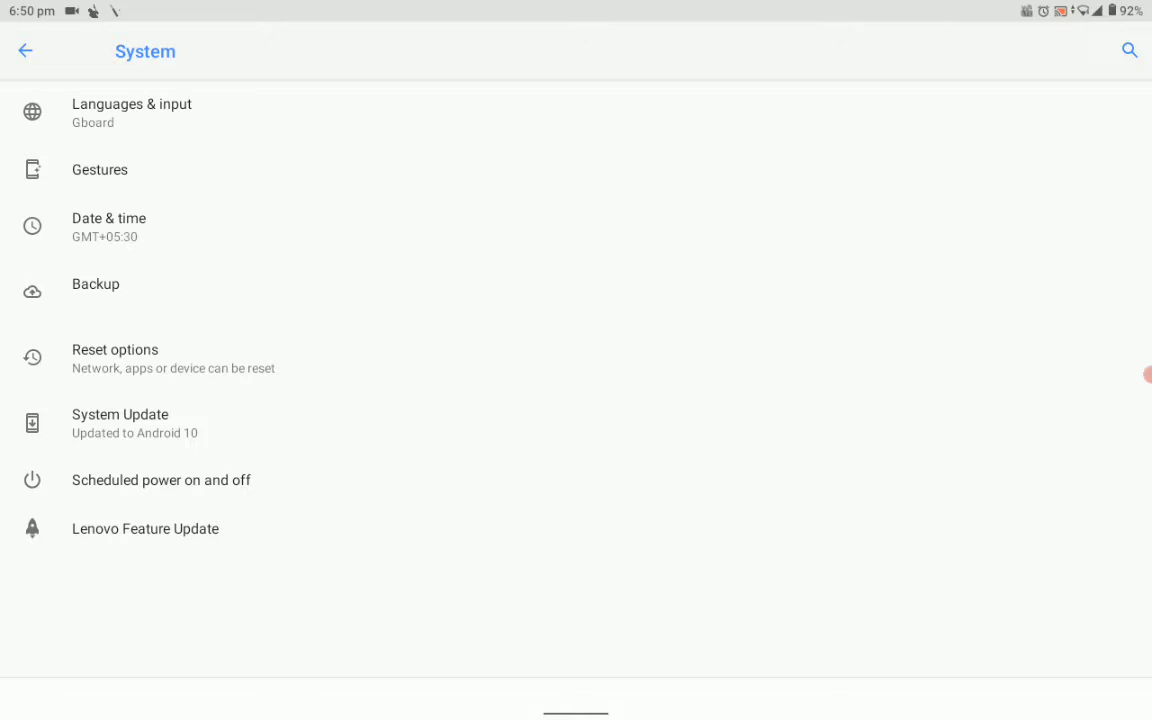 6:50 pm 92%
System
Languages & input
Gboard
Gestures
Date & time
GMT+05:30
Backup
Reset options
Network, apps or device can be reset
System Update
Updated to Android 10
Scheduled power on and off
Lenovo Feature Update